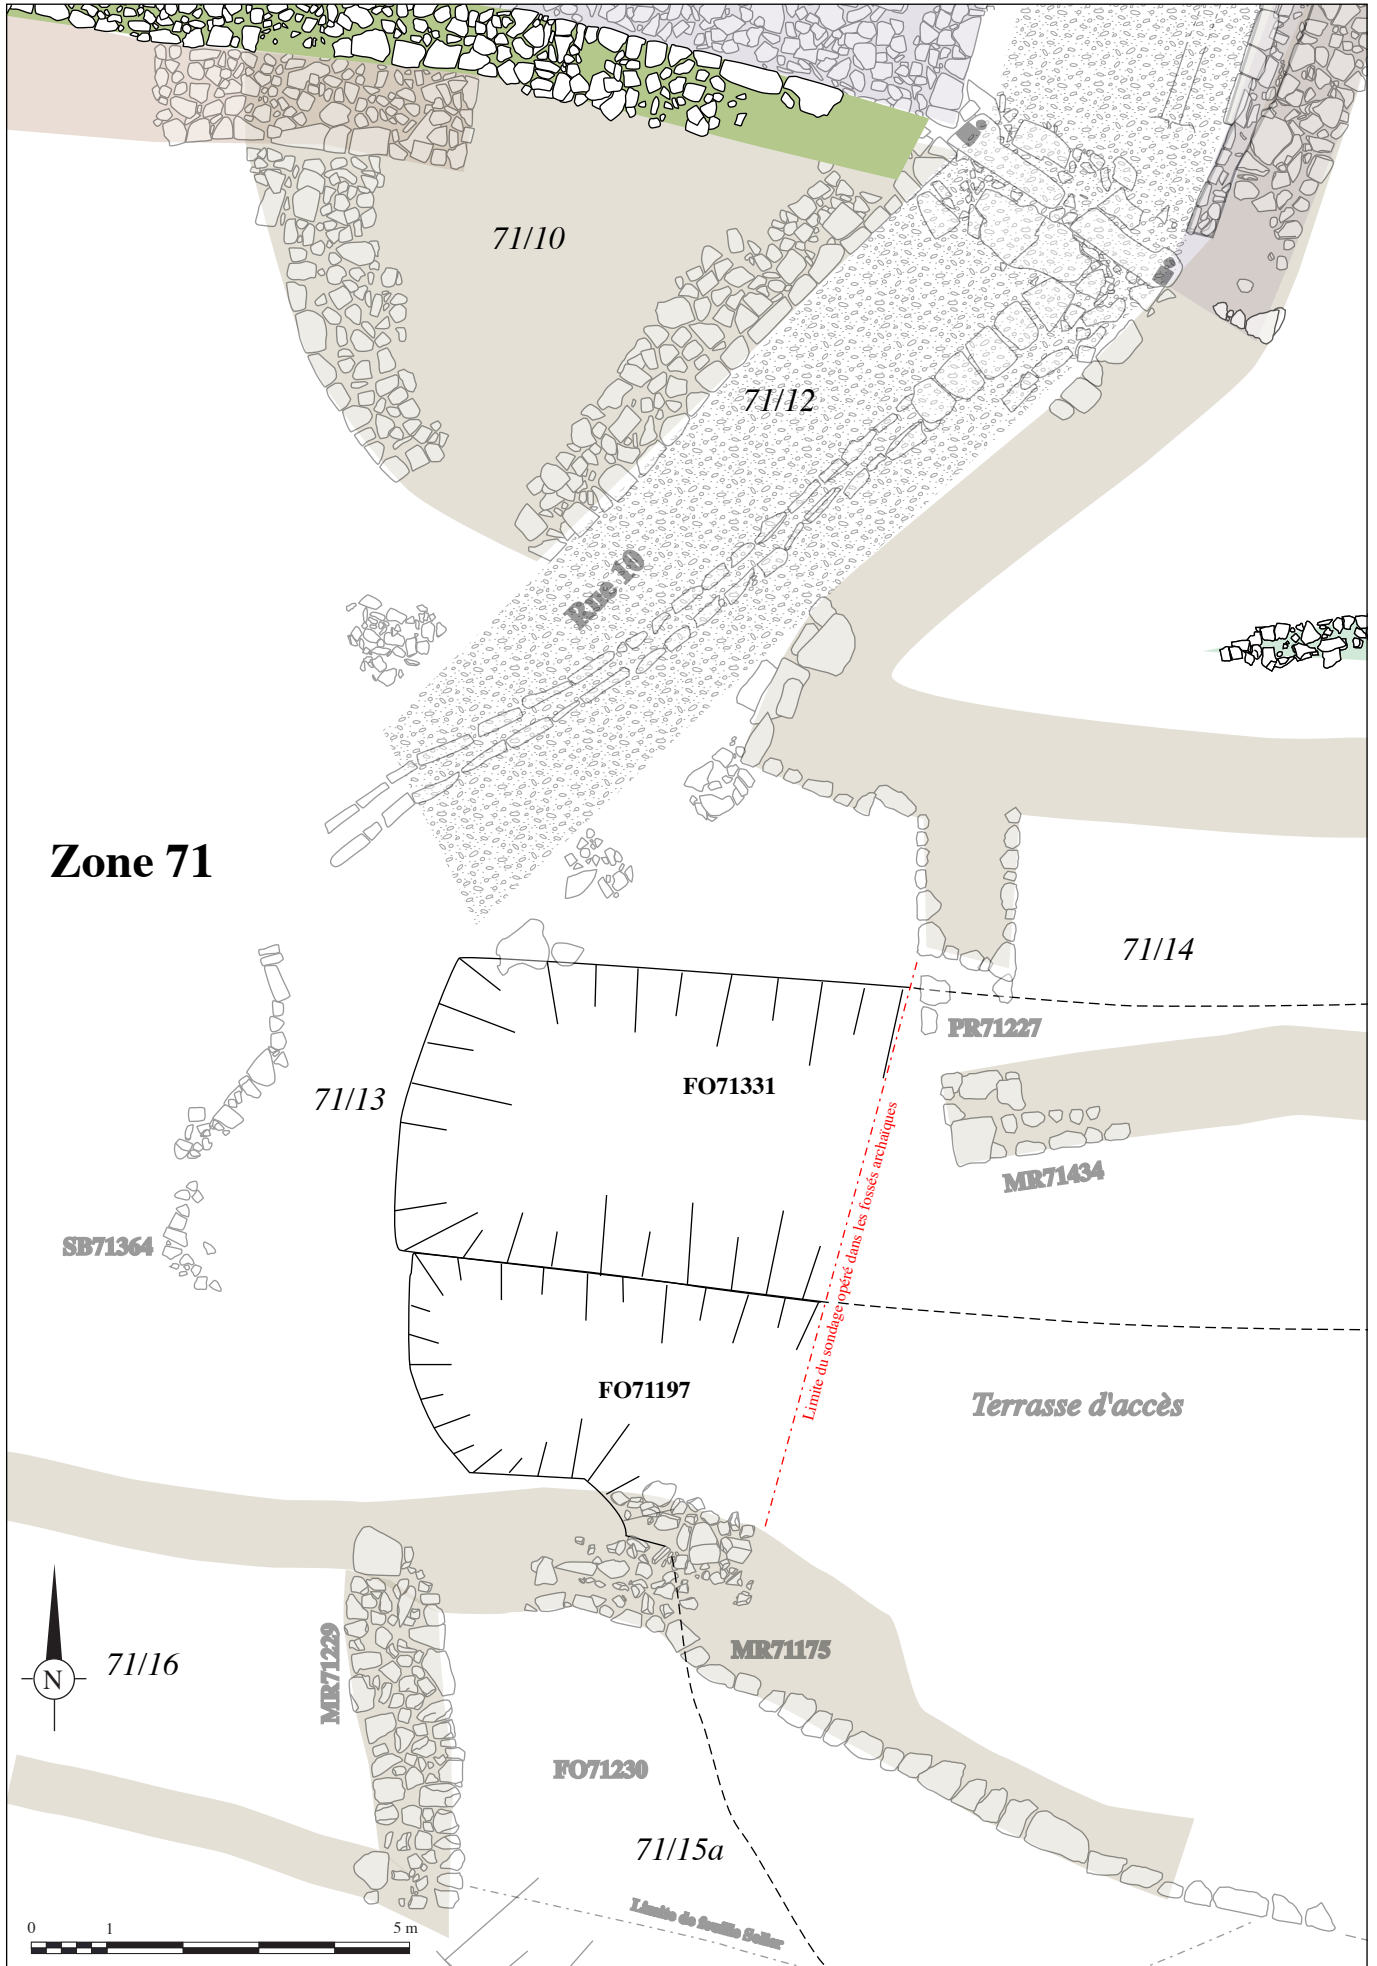 71/10
71/12
Rue 10
Zone 71
71/14
PR71227
FO71331
71/13
MR71434
SB71364
Limite du sondage opéré dans les fossés archaïques
FO71197
Terrasse d'accès
MR71229
MR71175
71/16
N
FO71230
71/15a
Limite de fouille Sellier
0 1 5 m